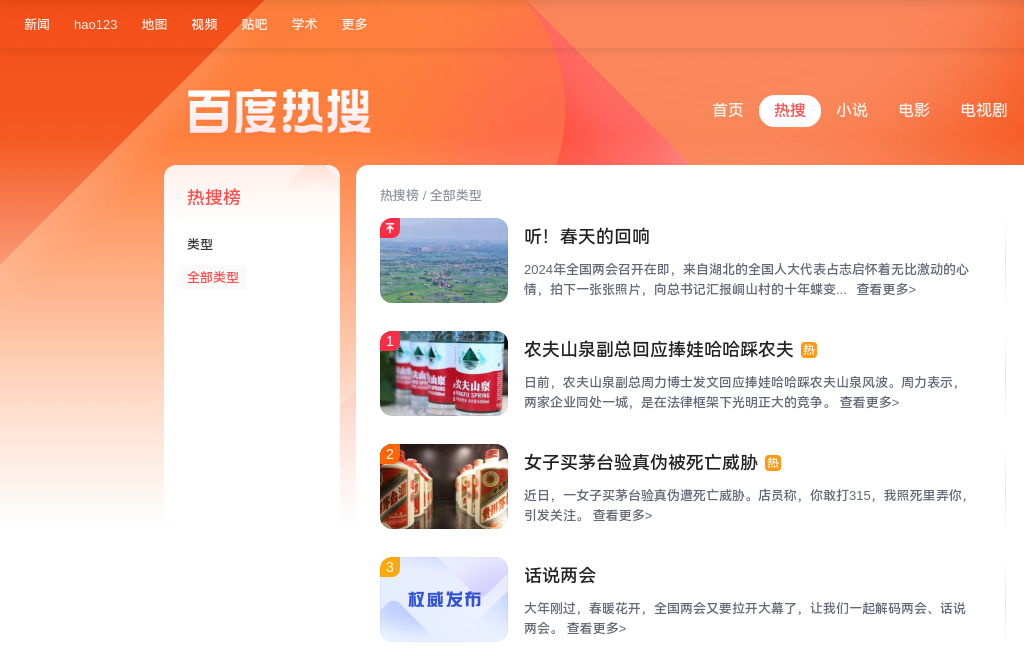 新闻 hao123 地图 视频 贴吧 学术 更多
百度热搜
首页 热搜 小说 电影 电视剧
热搜榜
类型
全部类型
热搜榜 / 全部类型
听！春天的回响
2024年全国两会召开在即，来自湖北的全国人大代表占志启怀着无比激动的心
情，拍下一张张照片，向总书记汇报峒山村的十年蝶变... 查看更多>
1
农夫山泉
农夫山泉副总回应捧娃哈哈踩农夫 热
日前，农夫山泉副总周力博士发文回应捧娃哈哈踩农夫山泉风波。周力表示，
两家企业同处一城，是在法律框架下光明正大的竞争。 查看更多>
2
女子买茅台验真伪被死亡威胁 热
近日，一女子买茅台验真伪遭死亡威胁。店员称，你敢打315，我照死里弄你，
引发关注。 查看更多>
3
权威发布
话说两会
大年刚过，春暖花开，全国两会又要拉开大幕了，让我们一起解码两会、话说
两会。 查看更多>